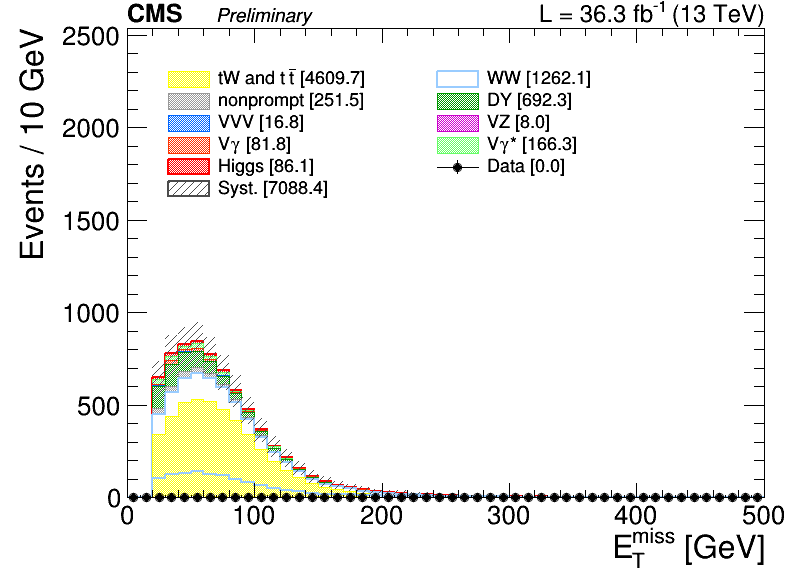 CMS Preliminary L = 36.3 fb⁻¹ (13 TeV)
Events / 10 GeV
2500
2000
1500
1000
500
0
tW and t t̄ [4609.7]
nonprompt [251.5]
VVV [16.8]
Vγ [81.8]
Higgs [86.1]
Syst. [7088.4]
WW [1262.1]
DY [692.3]
VZ [8.0]
Vγ* [166.3]
Data [0.0]
0 100 200 300 400 500
E_T^miss [GeV]